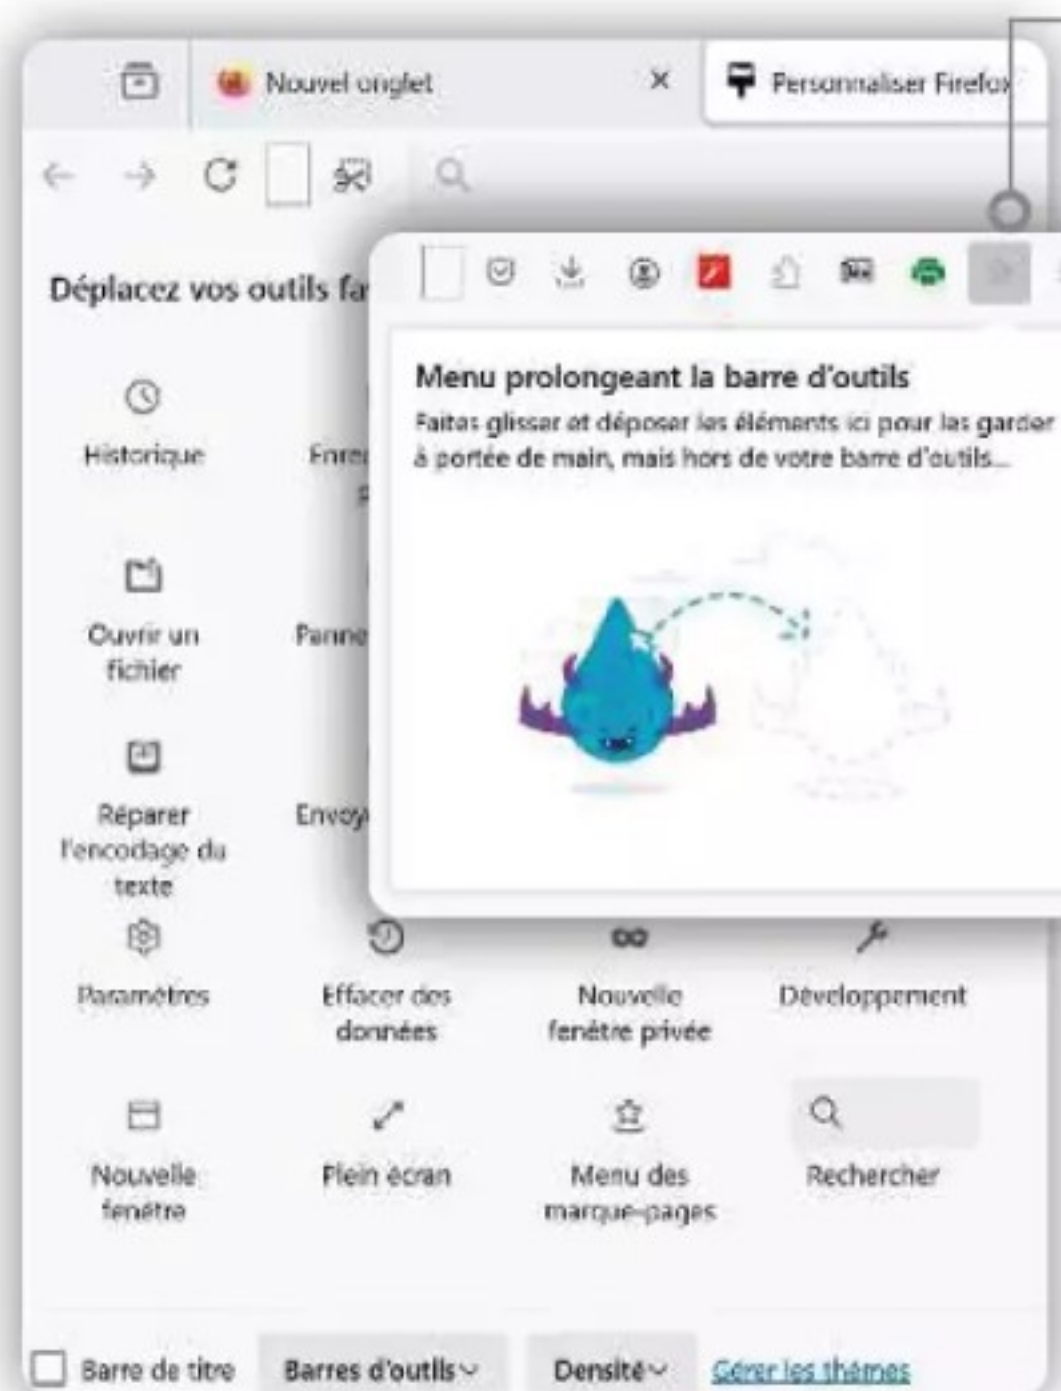 Nouvel onglet
Personnaliser Firefox
Déplacez vos outils fa
Menu prolongeant la barre d'outils
Faites glisser et déposer les éléments ici pour les garder
à portée de main, mais hors de votre barre d'outils...
Historique
Enre
Ouvrir un
fichier
Panne
Réparer
l'encodage du
texte
Envoy
Paramètres
Effacer des
données
Nouvelle
fenêtre privée
Développement
Nouvelle
fenêtre
Plein écran
Menu des
marque-pages
Rechercher
Barre de titre
Barres d'outils
Densité
Gérer les thèmes